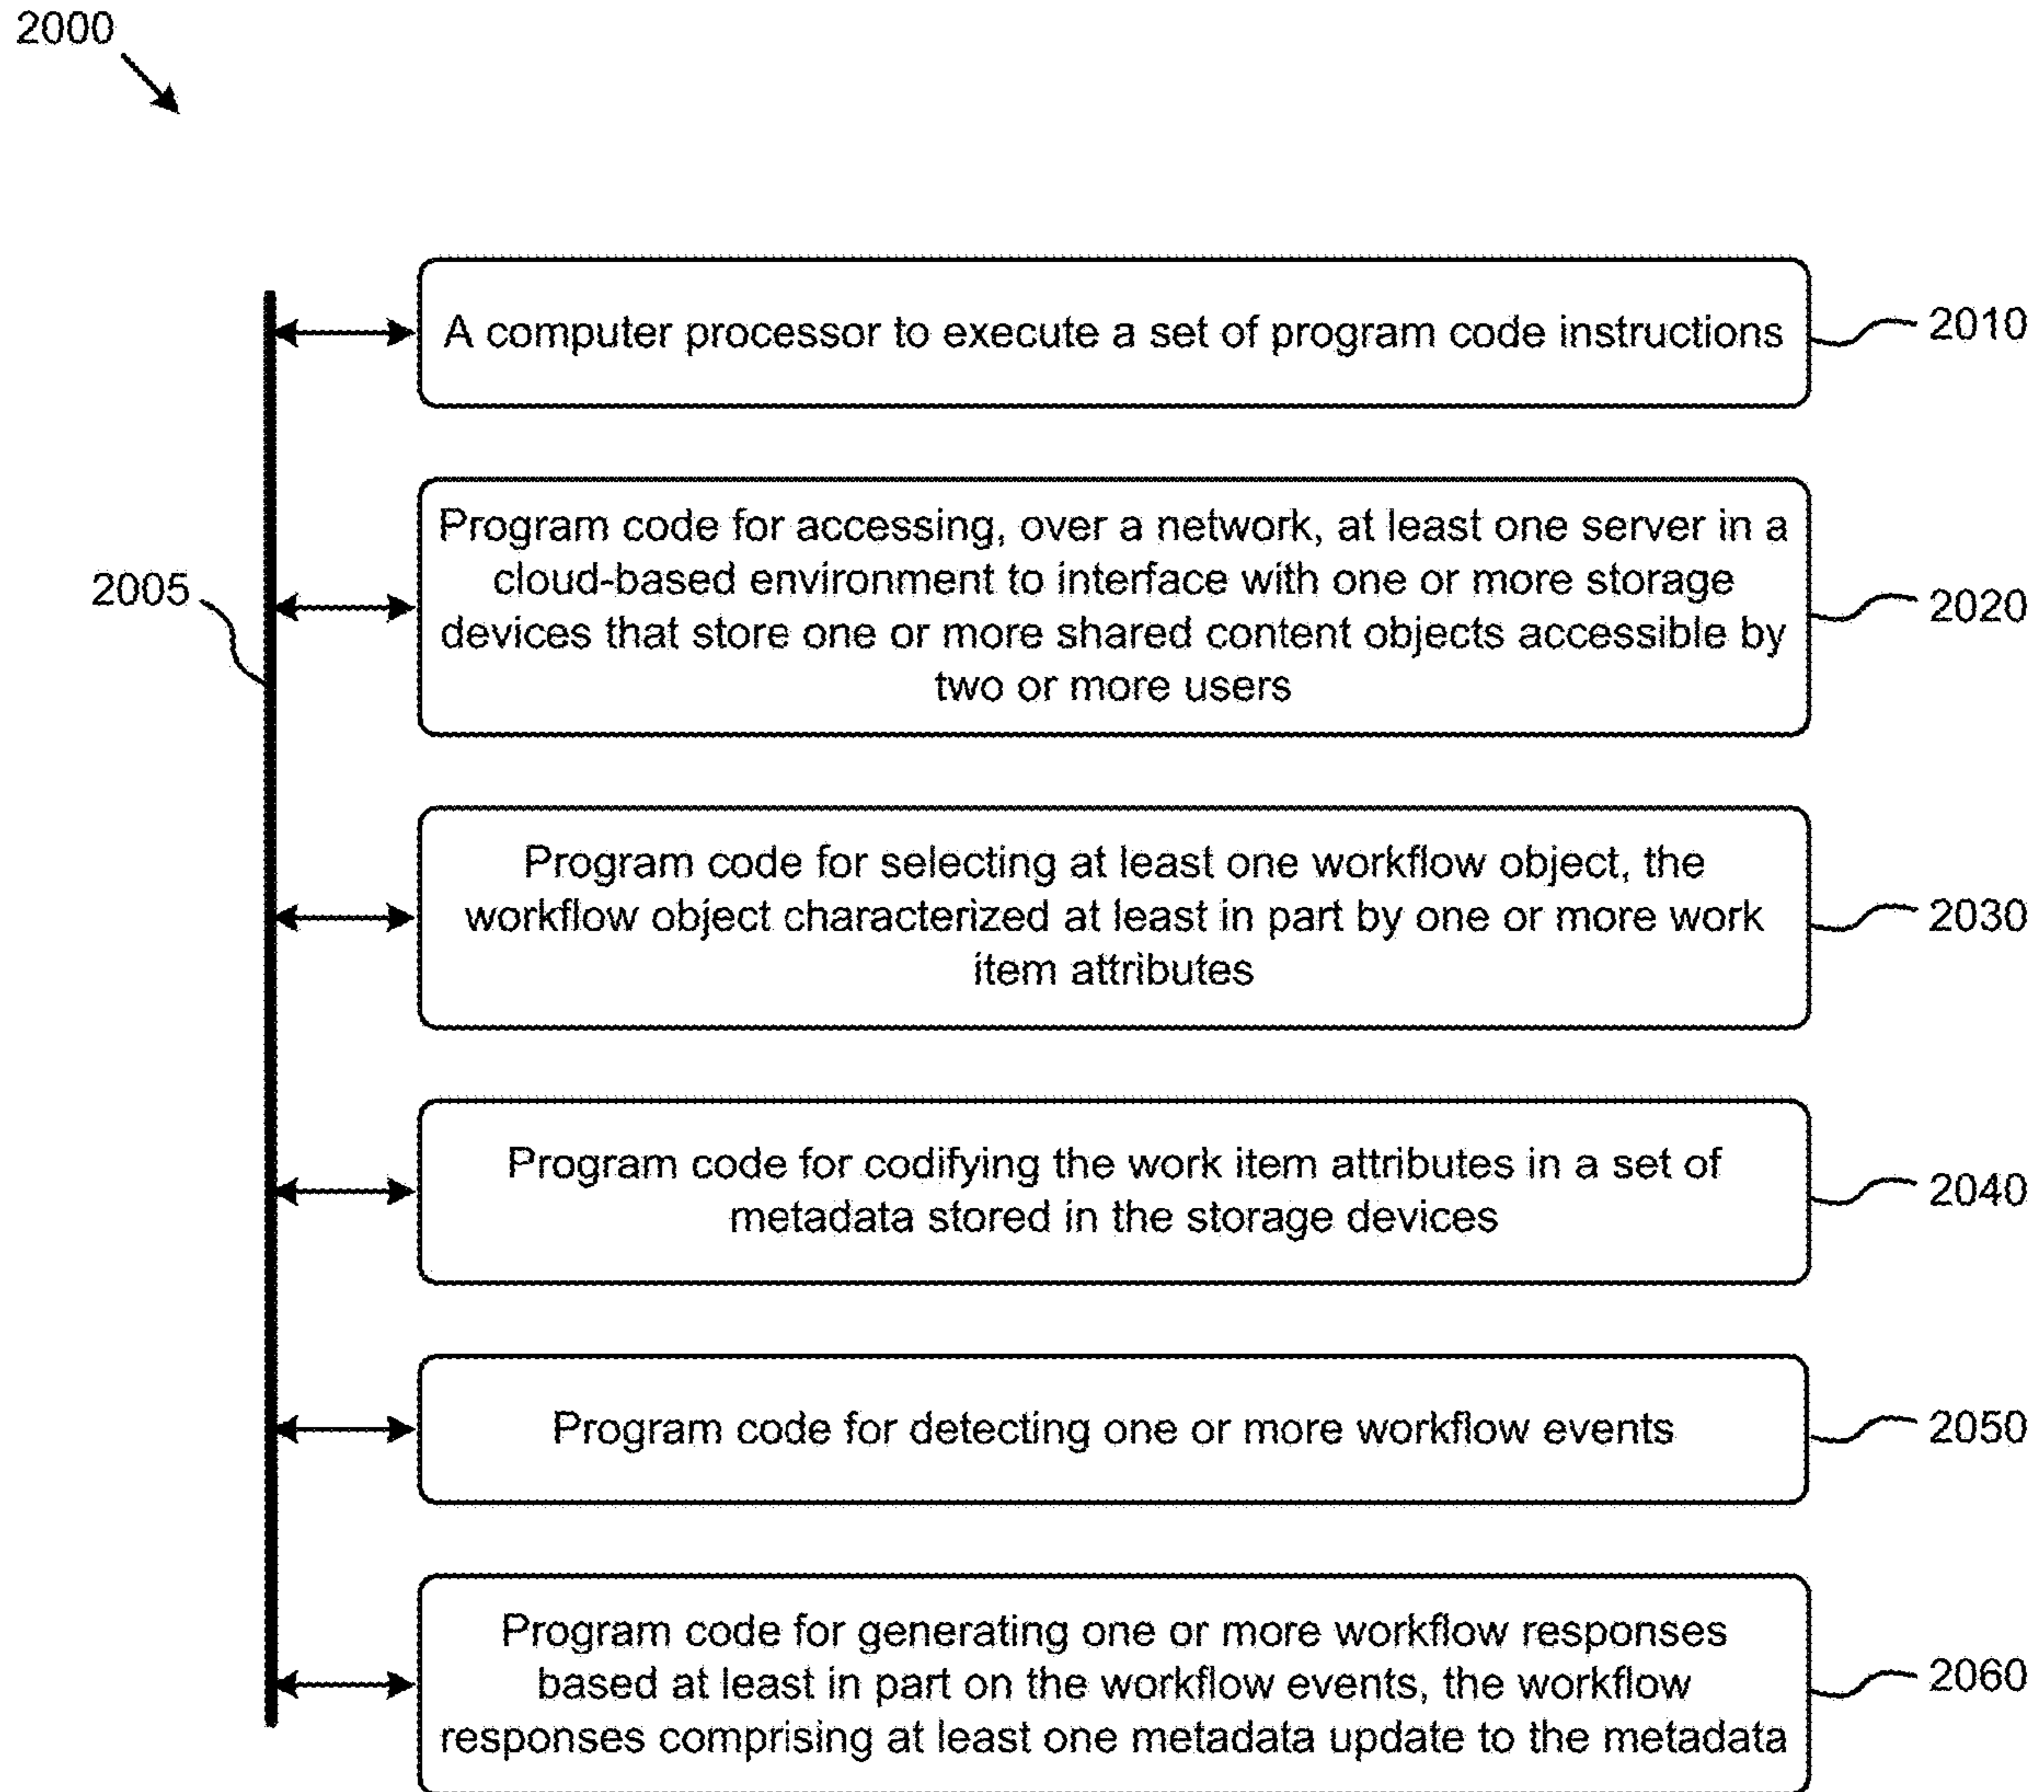 2000
A computer processor to execute a set of program code instructions
2010
Program code for accessing, over a network, at least one server in a
cloud-based environment to interface with one or more storage
devices that store one or more shared content objects accessible by
two or more users
2005
2020
Program code for selecting at least one workflow object, the
workflow object characterized at least in part by one or more work
item attributes
2030
Program code for codifying the work item attributes in a set of
metadata stored in the storage devices
2040
Program code for detecting one or more workflow events
2050
Program code for generating one or more workflow responses
based at least in part on the workflow events, the workflow
responses comprising at least one metadata update to the metadata
2060